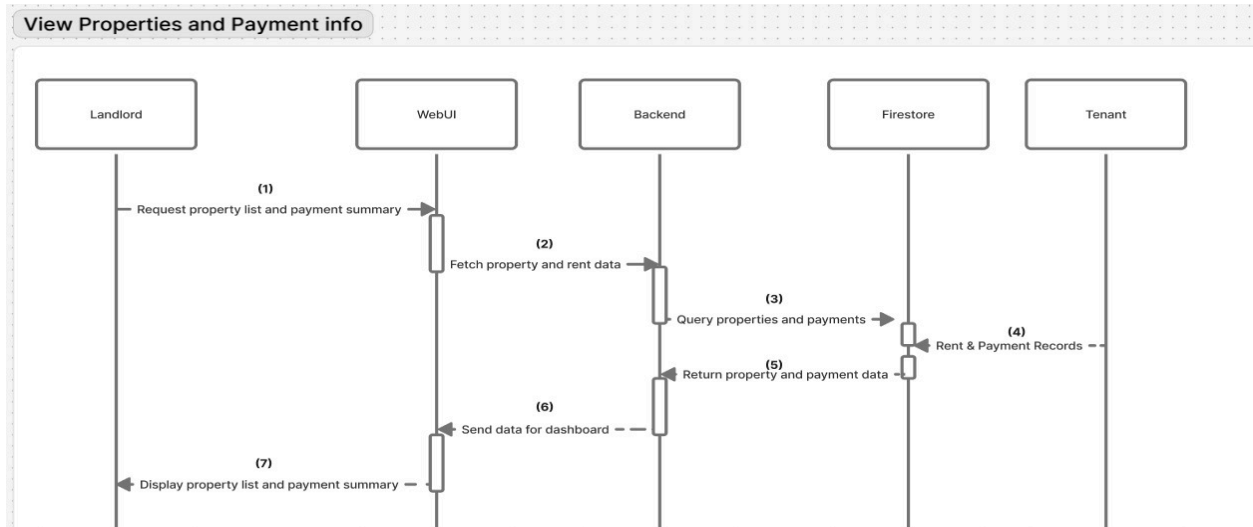 View Properties and Payment info
Landlord
WebUI
Backend
Firestore
Tenant
(1)
Request property list and payment summary
(2)
Fetch property and rent data
(3)
Query properties and payments
(4)
Rent & Payment Records
(5)
Return property and payment data
(6)
Send data for dashboard
(7)
Display property list and payment summary